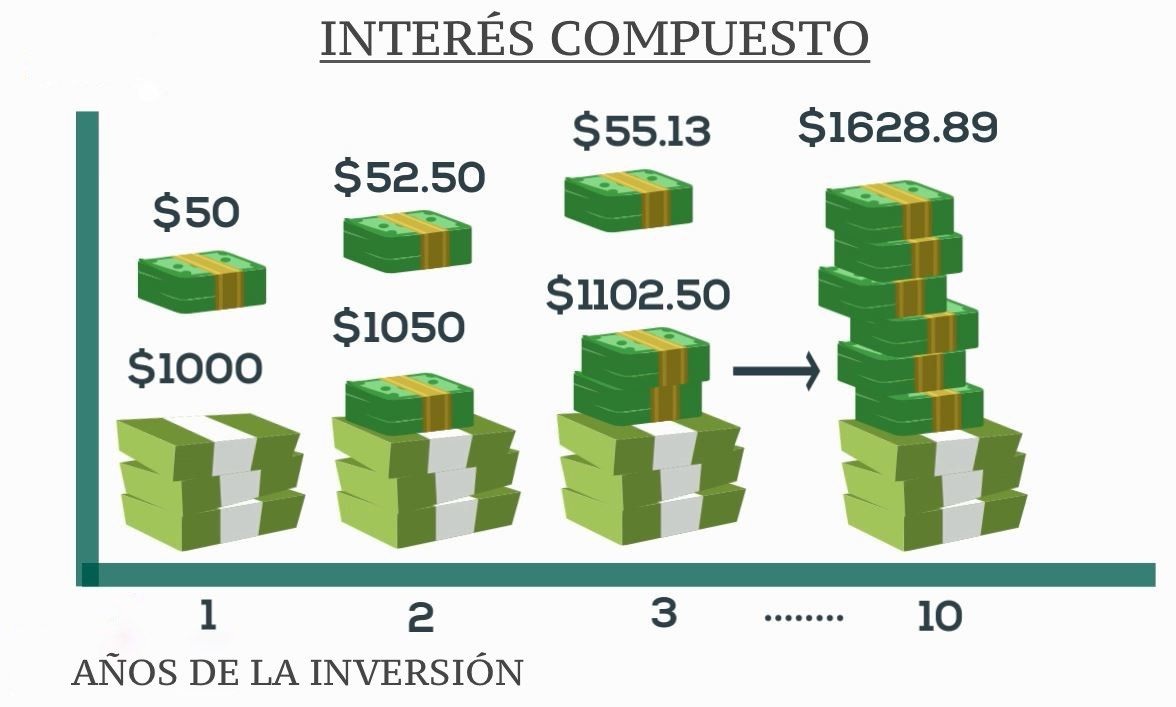 INTERÉS COMPUESTO
$50
$1000
$52.50
$1050
$55.13
$1102.50
$1628.89
1 2 3 ........ 10
AÑOS DE LA INVERSIÓN